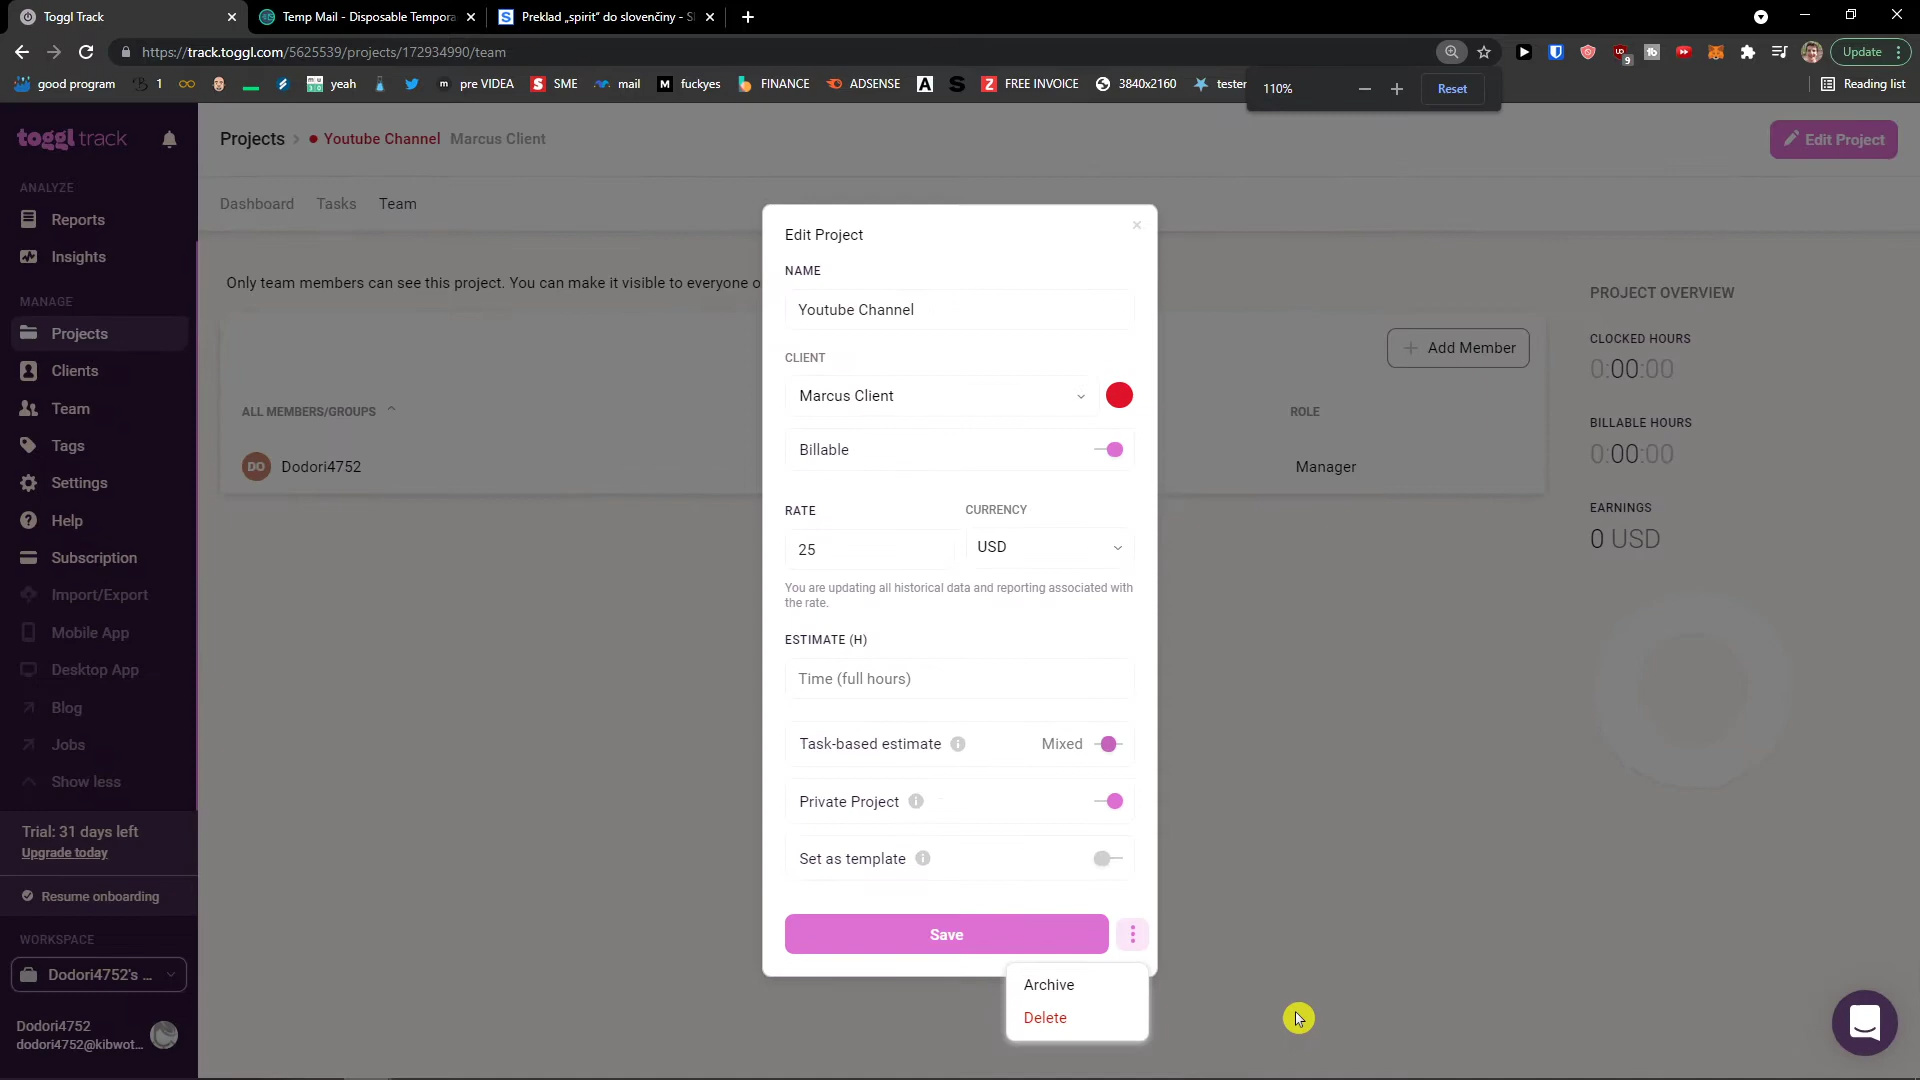 Toggl Track
Temp Mail - Disposable Tempora
Preklad „spirit“ do slovenčiny - S
https://track.toggl.com/5625539/projects/172934990/team
9
Update
good program
1
yeah
pre VIDEA
SME
mail
fuckyes
FINANCE
ADSENSE
FREE INVOICE
3840x2160
tester
Reading list
110%
Reset
toggl track
Projects
Youtube Channel
Marcus Client
Edit Project
ANALYZE
Reports
Insights
MANAGE
Projects
Clients
Team
Tags
Settings
Help
Subscription
Import/Export
Mobile App
Desktop App
Blog
Jobs
Show less
Trial: 31 days left
Upgrade today
Resume onboarding
WORKSPACE
Dodori4752's ...
Dodori4752
dodori4752@kibwot...
Dashboard
Tasks
Team
Only team members can see this project. You can make it visible to everyone o
Add Member
ALL MEMBERS/GROUPS
ROLE
DO
Dodori4752
Manager
Edit Project
NAME
Youtube Channel
CLIENT
Marcus Client
Billable
RATE
CURRENCY
25
USD
You are updating all historical data and reporting associated with
the rate.
ESTIMATE (H)
Time (full hours)
Task-based estimate
Mixed
Private Project
Set as template
Save
Archive
Delete
PROJECT OVERVIEW
CLOCKED HOURS
0:00:00
BILLABLE HOURS
0:00:00
EARNINGS
0 USD